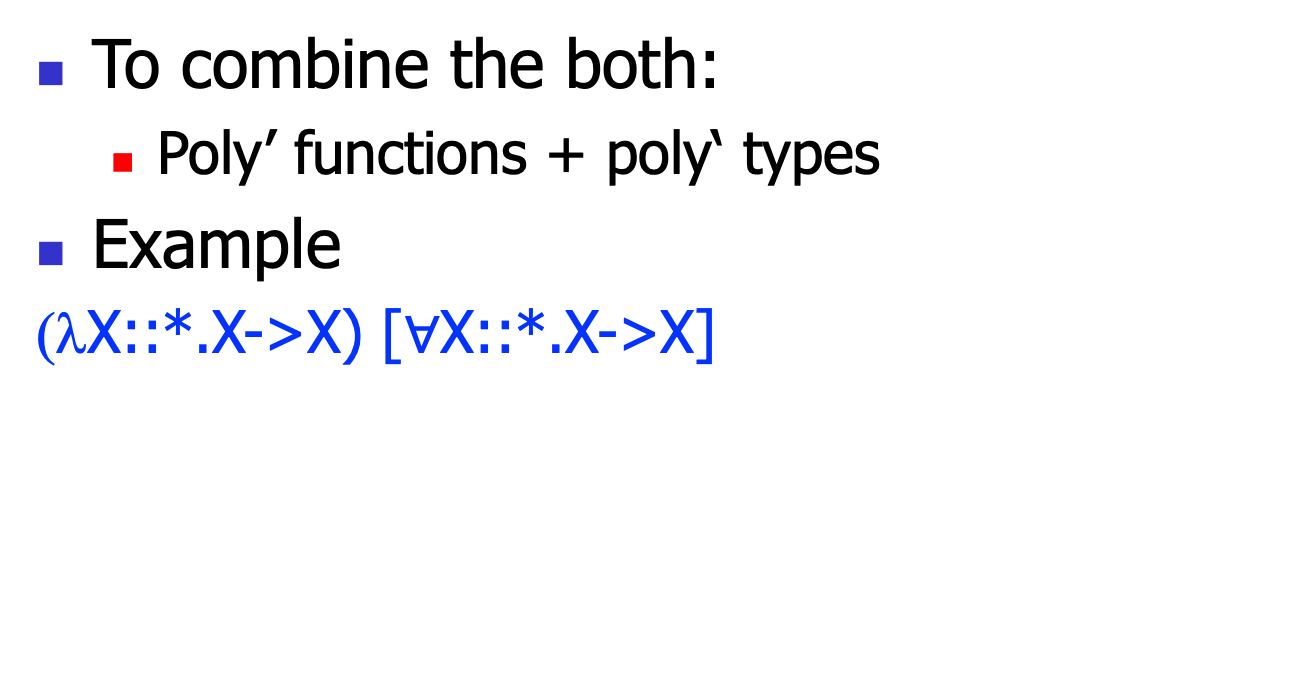 To combine the both:
Poly’ functions + poly‘ types
Example
(λX::*.X->X) [∀X::*.X->X]